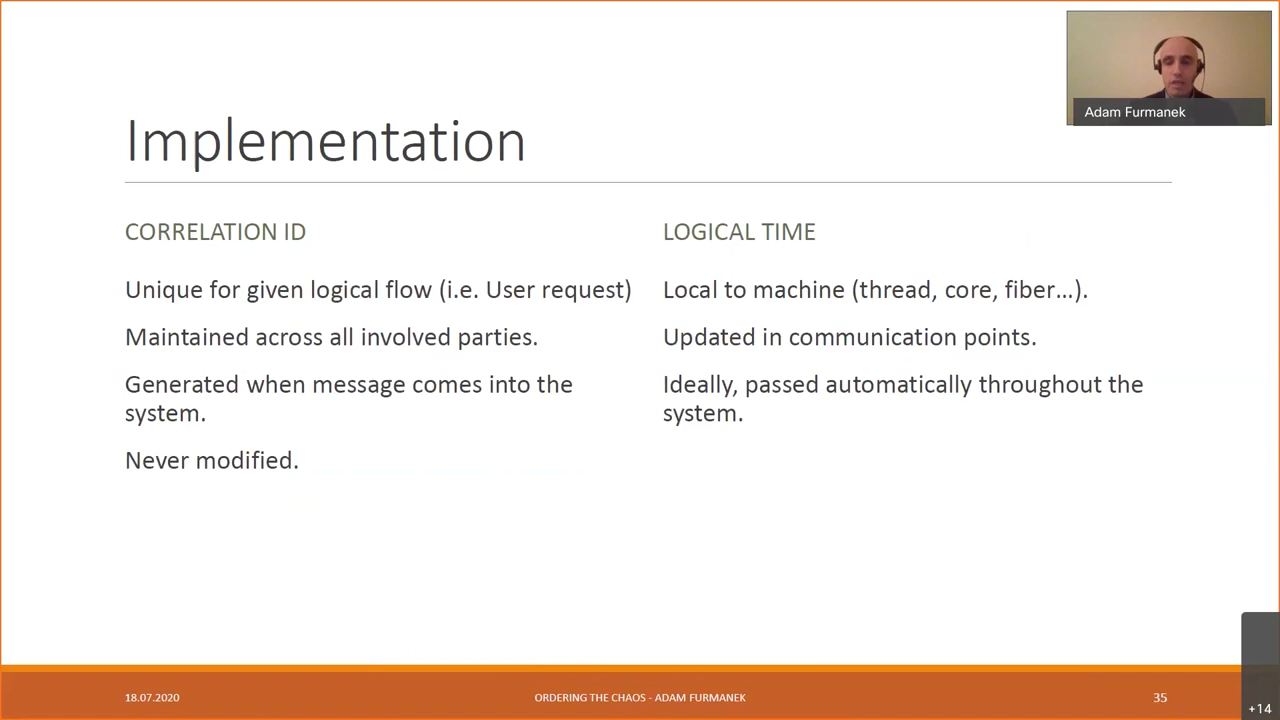 Adam Furmanek
Implementation
CORRELATION ID
Unique for given logical flow (i.e. User request)
Maintained across all involved parties.
Generated when message comes into the
system.
Never modified.
LOGICAL TIME
Local to machine (thread, core, fiber…).
Updated in communication points.
Ideally, passed automatically throughout the
system.
18.07.2020
ORDERING THE CHAOS - ADAM FURMANEK
35
+14